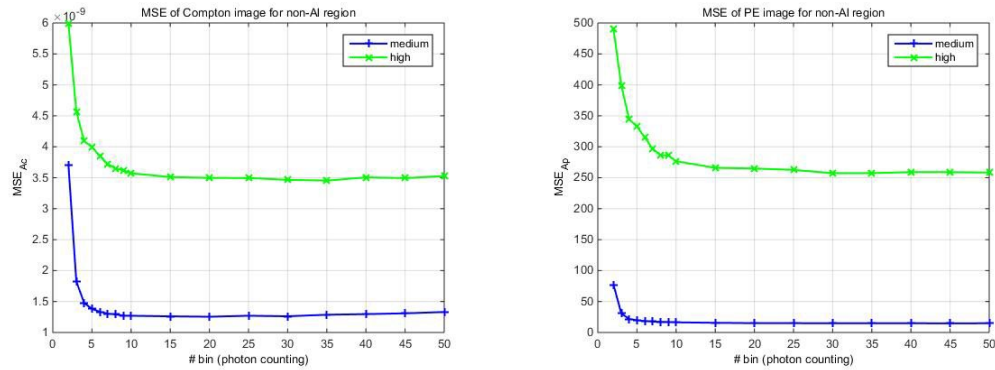 MSE of Compton image for non-Al region
×10⁻⁹
6
5.5
5
4.5
4
3.5
3
2.5
2
1.5
1
MSE_Ac
0 5 10 15 20 25 30 35 40 45 50
# bin (photon counting)
medium
high
MSE of PE image for non-Al region
500
450
400
350
300
250
200
150
100
50
0
MSE_Ap
0 5 10 15 20 25 30 35 40 45 50
# bin (photon counting)
medium
high